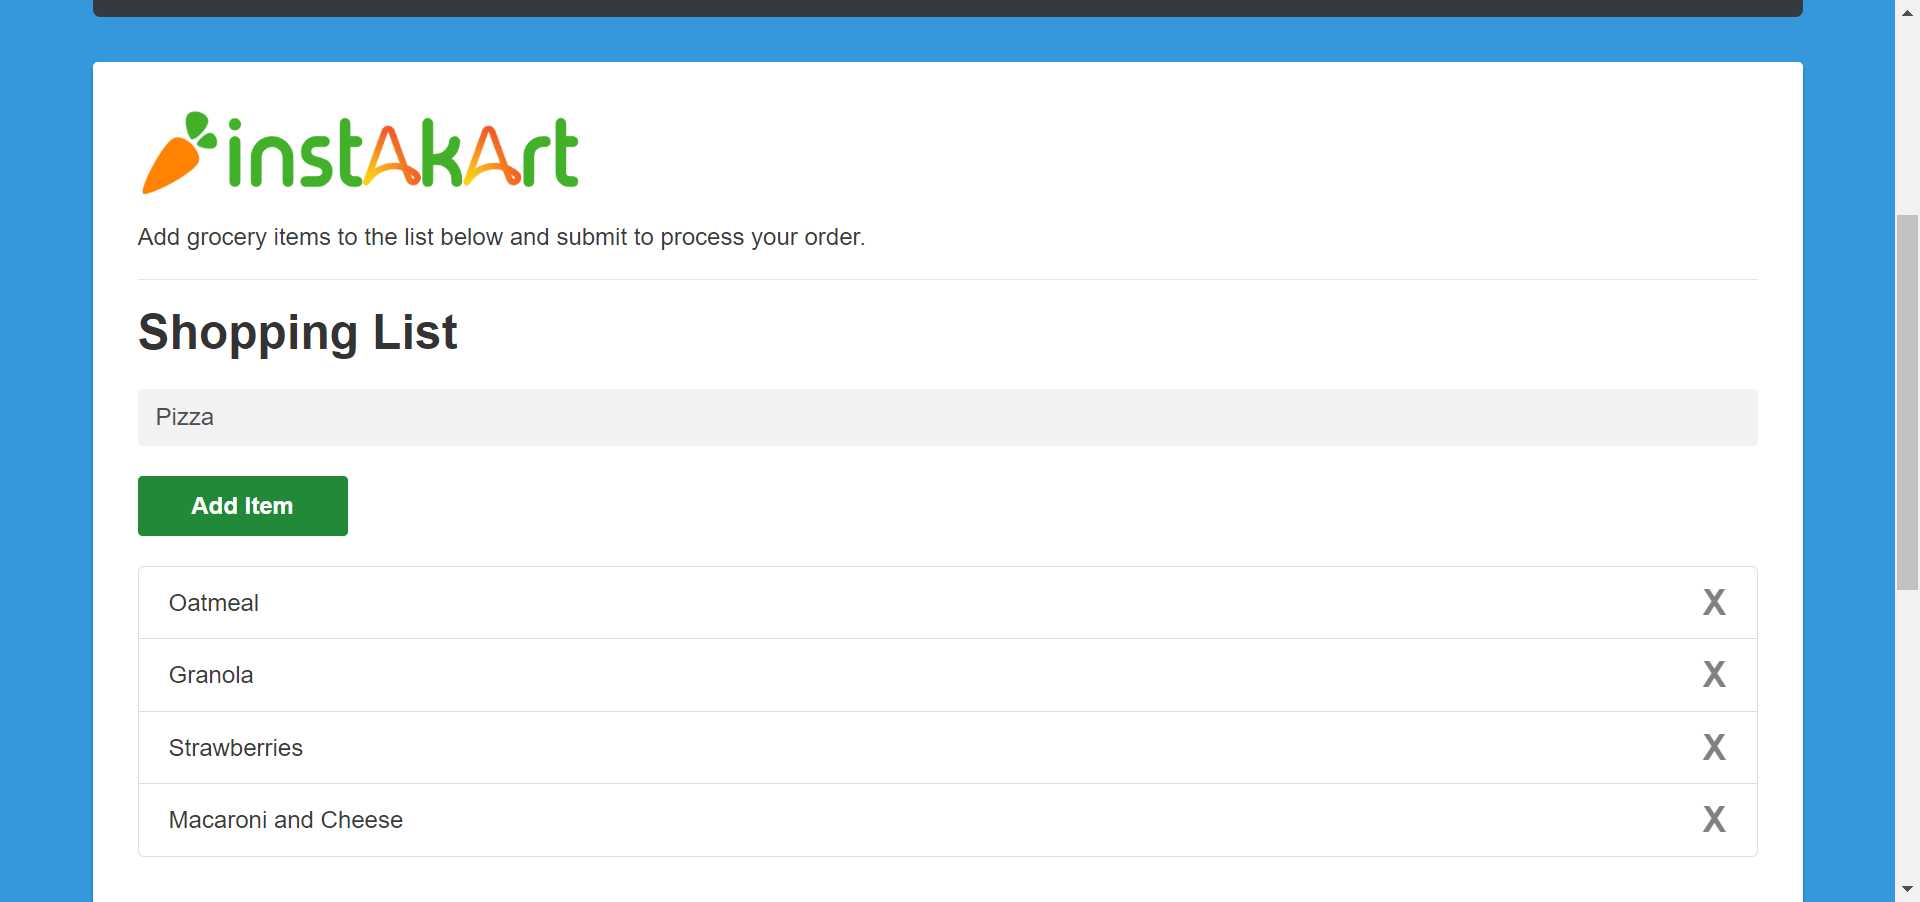 instAkArt
Add grocery items to the list below and submit to process your order.
Shopping List
Pizza
Add Item
Oatmeal X
Granola X
Strawberries X
Macaroni and Cheese X